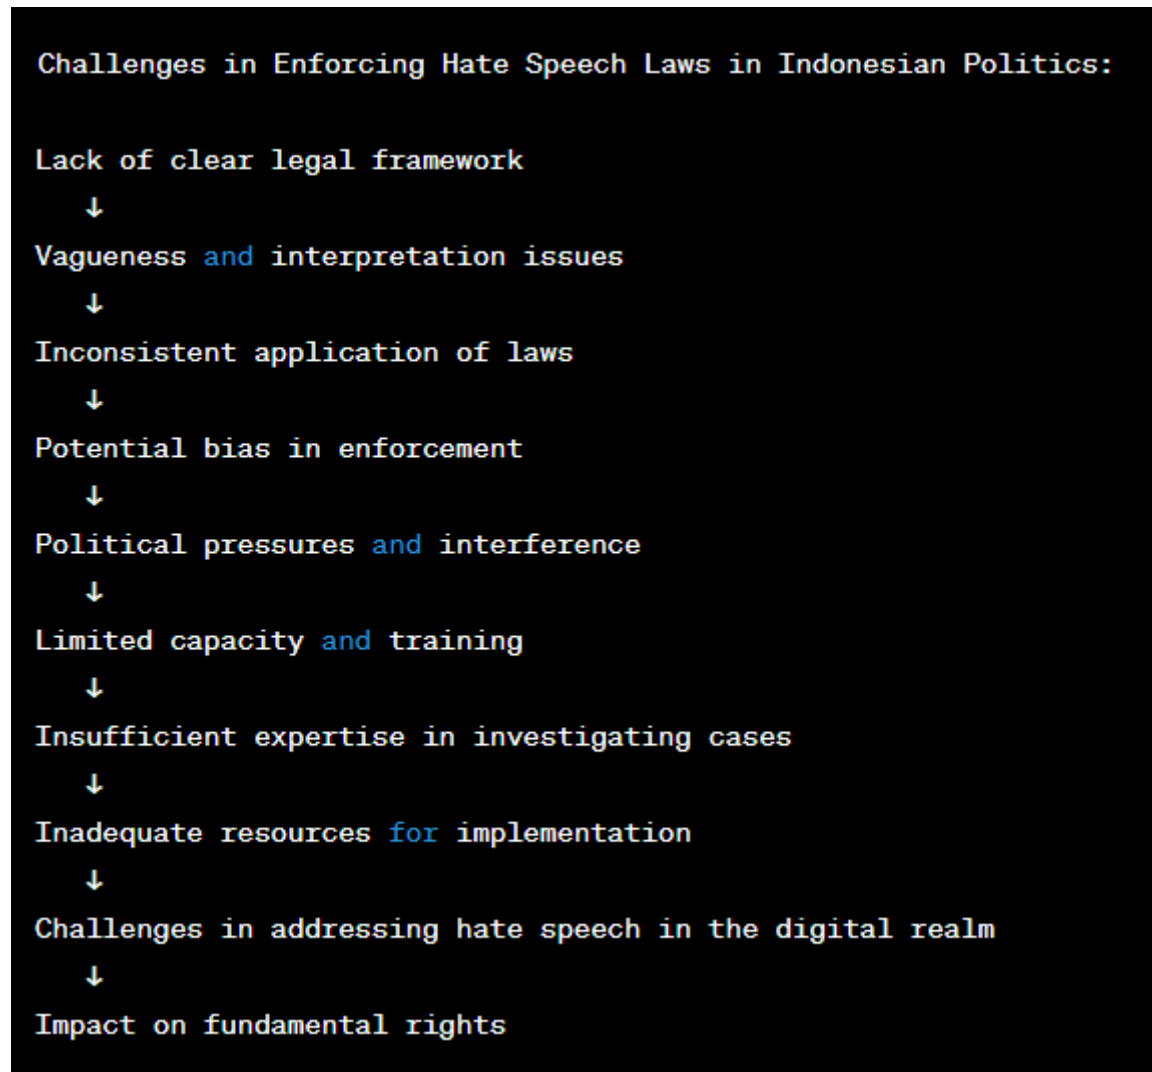 Challenges in Enforcing Hate Speech Laws in Indonesian Politics:
Lack of clear legal framework
↓
Vagueness and interpretation issues
↓
Inconsistent application of laws
↓
Potential bias in enforcement
↓
Political pressures and interference
↓
Limited capacity and training
↓
Insufficient expertise in investigating cases
↓
Inadequate resources for implementation
↓
Challenges in addressing hate speech in the digital realm
↓
Impact on fundamental rights